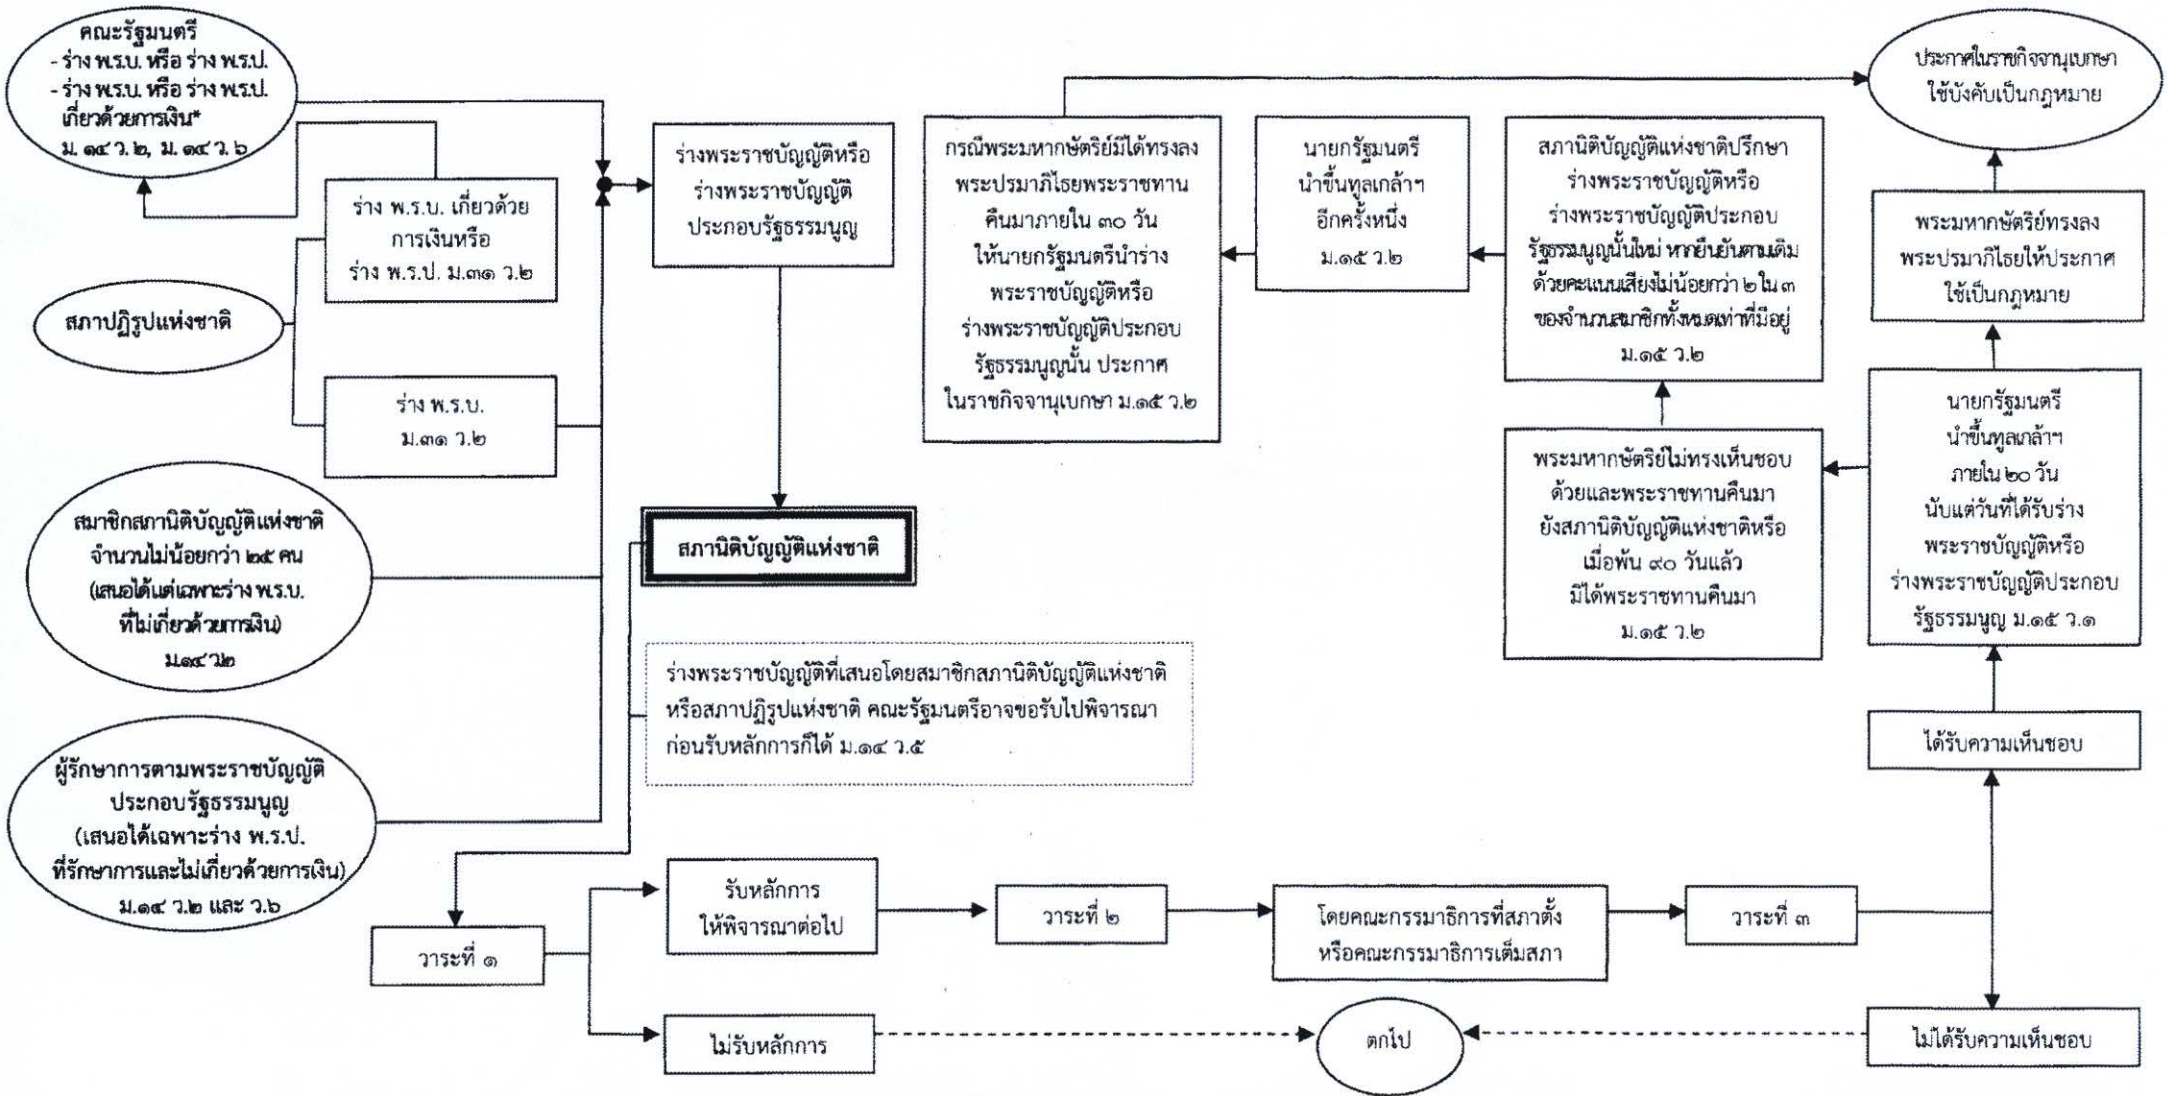 คณะรัฐมนตรี
- ร่าง พ.ร.บ. หรือ ร่าง พ.ร.ป.
- ร่าง พ.ร.บ. หรือ ร่าง พ.ร.ป.
เกี่ยวด้วยการเงิน*
ม. ๑๔ ว. ๒, ม. ๑๔ ว. ๖
ร่าง พ.ร.บ. เกี่ยวด้วย
การเงินหรือ
ร่าง พ.ร.ป. ม.๓๑ ว.๒
สภาปฏิรูปแห่งชาติ
ร่าง พ.ร.บ.
ม.๓๑ ว.๒
สมาชิกสภานิติบัญญัติแห่งชาติ
จำนวนไม่น้อยกว่า ๒๕ คน
(เสนอได้แต่เฉพาะร่าง พ.ร.บ.
ที่ไม่เกี่ยวด้วยการเงิน)
ม.๑๔ ว.๒
ผู้รักษาการตามพระราชบัญญัติ
ประกอบรัฐธรรมนูญ
(เสนอได้เฉพาะร่าง พ.ร.ป.
ที่รักษาการและไม่เกี่ยวด้วยการเงิน)
ม.๑๔ ว.๒ และ ว.๖
ร่างพระราชบัญญัติหรือ
ร่างพระราชบัญญัติ
ประกอบรัฐธรรมนูญ
สภานิติบัญญัติแห่งชาติ
ร่างพระราชบัญญัติที่เสนอโดยสมาชิกสภานิติบัญญัติแห่งชาติ
หรือสภาปฏิรูปแห่งชาติ คณะรัฐมนตรีอาจขอรับไปพิจารณา
ก่อนรับหลักการก็ได้ ม.๑๔ ว.๕
วาระที่ ๑
รับหลักการ
ให้พิจารณาต่อไป
ไม่รับหลักการ
วาระที่ ๒
โดยคณะกรรมาธิการที่สภาตั้ง
หรือคณะกรรมาธิการเต็มสภา
วาระที่ ๓
ตกไป
ไม่ได้รับความเห็นชอบ
ได้รับความเห็นชอบ
นายกรัฐมนตรี
นำขึ้นทูลเกล้าฯ
ภายใน ๒๐ วัน
นับแต่วันที่ได้รับร่าง
พระราชบัญญัติหรือ
ร่างพระราชบัญญัติประกอบ
รัฐธรรมนูญ ม.๑๕ ว.๑
พระมหากษัตริย์ทรงลง
พระปรมาภิไธยให้ประกาศ
ใช้เป็นกฎหมาย
ประกาศในราชกิจจานุเบกษา
ใช้บังคับเป็นกฎหมาย
พระมหากษัตริย์ไม่ทรงเห็นชอบ
ด้วยและพระราชทานคืนมา
ยังสภานิติบัญญัติแห่งชาติหรือ
เมื่อพ้น ๙๐ วันแล้ว
มิได้พระราชทานคืนมา
ม.๑๕ ว.๒
สภานิติบัญญัติแห่งชาติปรึกษา
ร่างพระราชบัญญัติหรือ
ร่างพระราชบัญญัติประกอบ
รัฐธรรมนูญนั้นใหม่ หากยืนยันตามเดิม
ด้วยคะแนนเสียงไม่น้อยกว่า ๒ ใน ๓
ของจำนวนสมาชิกทั้งหมดเท่าที่มีอยู่
ม.๑๕ ว.๒
นายกรัฐมนตรี
นำขึ้นทูลเกล้าฯ
อีกครั้งหนึ่ง
ม.๑๕ ว.๒
กรณีพระมหากษัตริย์มิได้ทรงลง
พระปรมาภิไธยพระราชทาน
คืนมาภายใน ๓๐ วัน
ให้นายกรัฐมนตรีนำร่าง
พระราชบัญญัติหรือ
ร่างพระราชบัญญัติประกอบ
รัฐธรรมนูญนั้น ประกาศ
ในราชกิจจานุเบกษา ม.๑๕ ว.๒